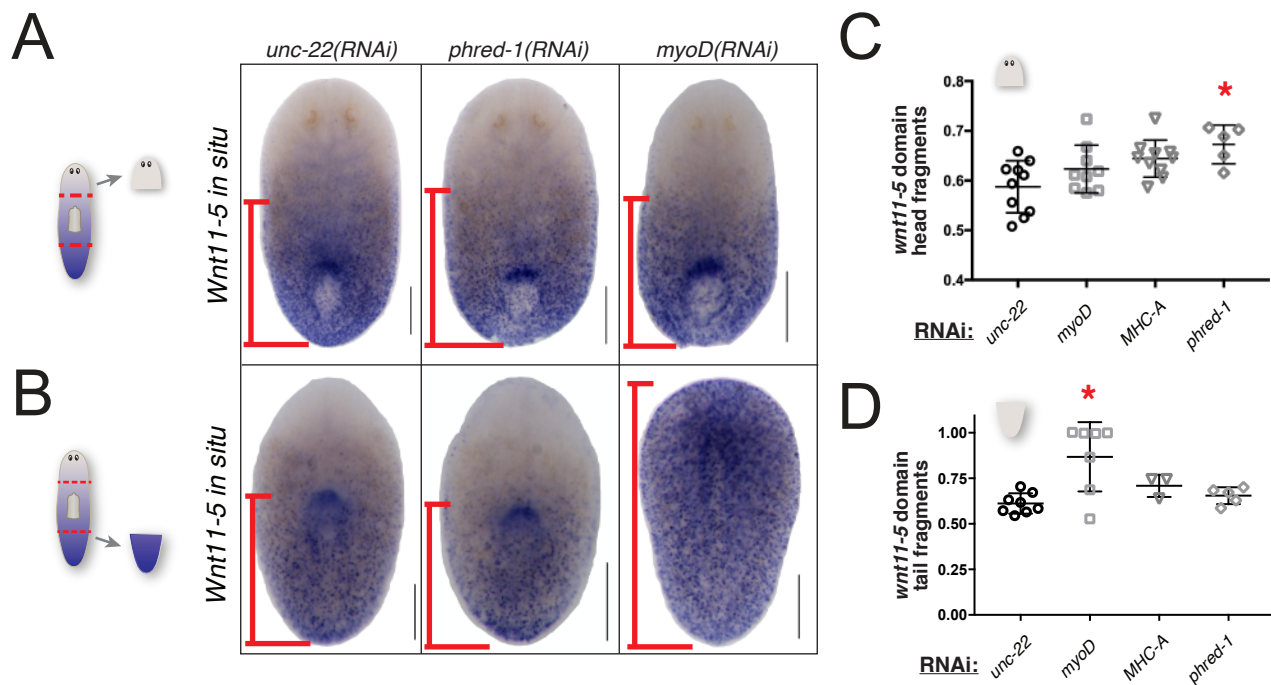 A
unc-22(RNAi)
phred-1(RNAi)
myoD(RNAi)
Wnt11-5 in situ
B
Wnt11-5 in situ
C
*
0.8
0.7
0.6
0.5
0.4
wnt11-5 domain
head fragments
RNAi:
unc-22
myoD
MHC-A
phred-1
D
*
1.00
0.75
0.50
0.25
0.00
wnt11-5 domain
tail fragments
RNAi:
unc-22
myoD
MHC-A
phred-1